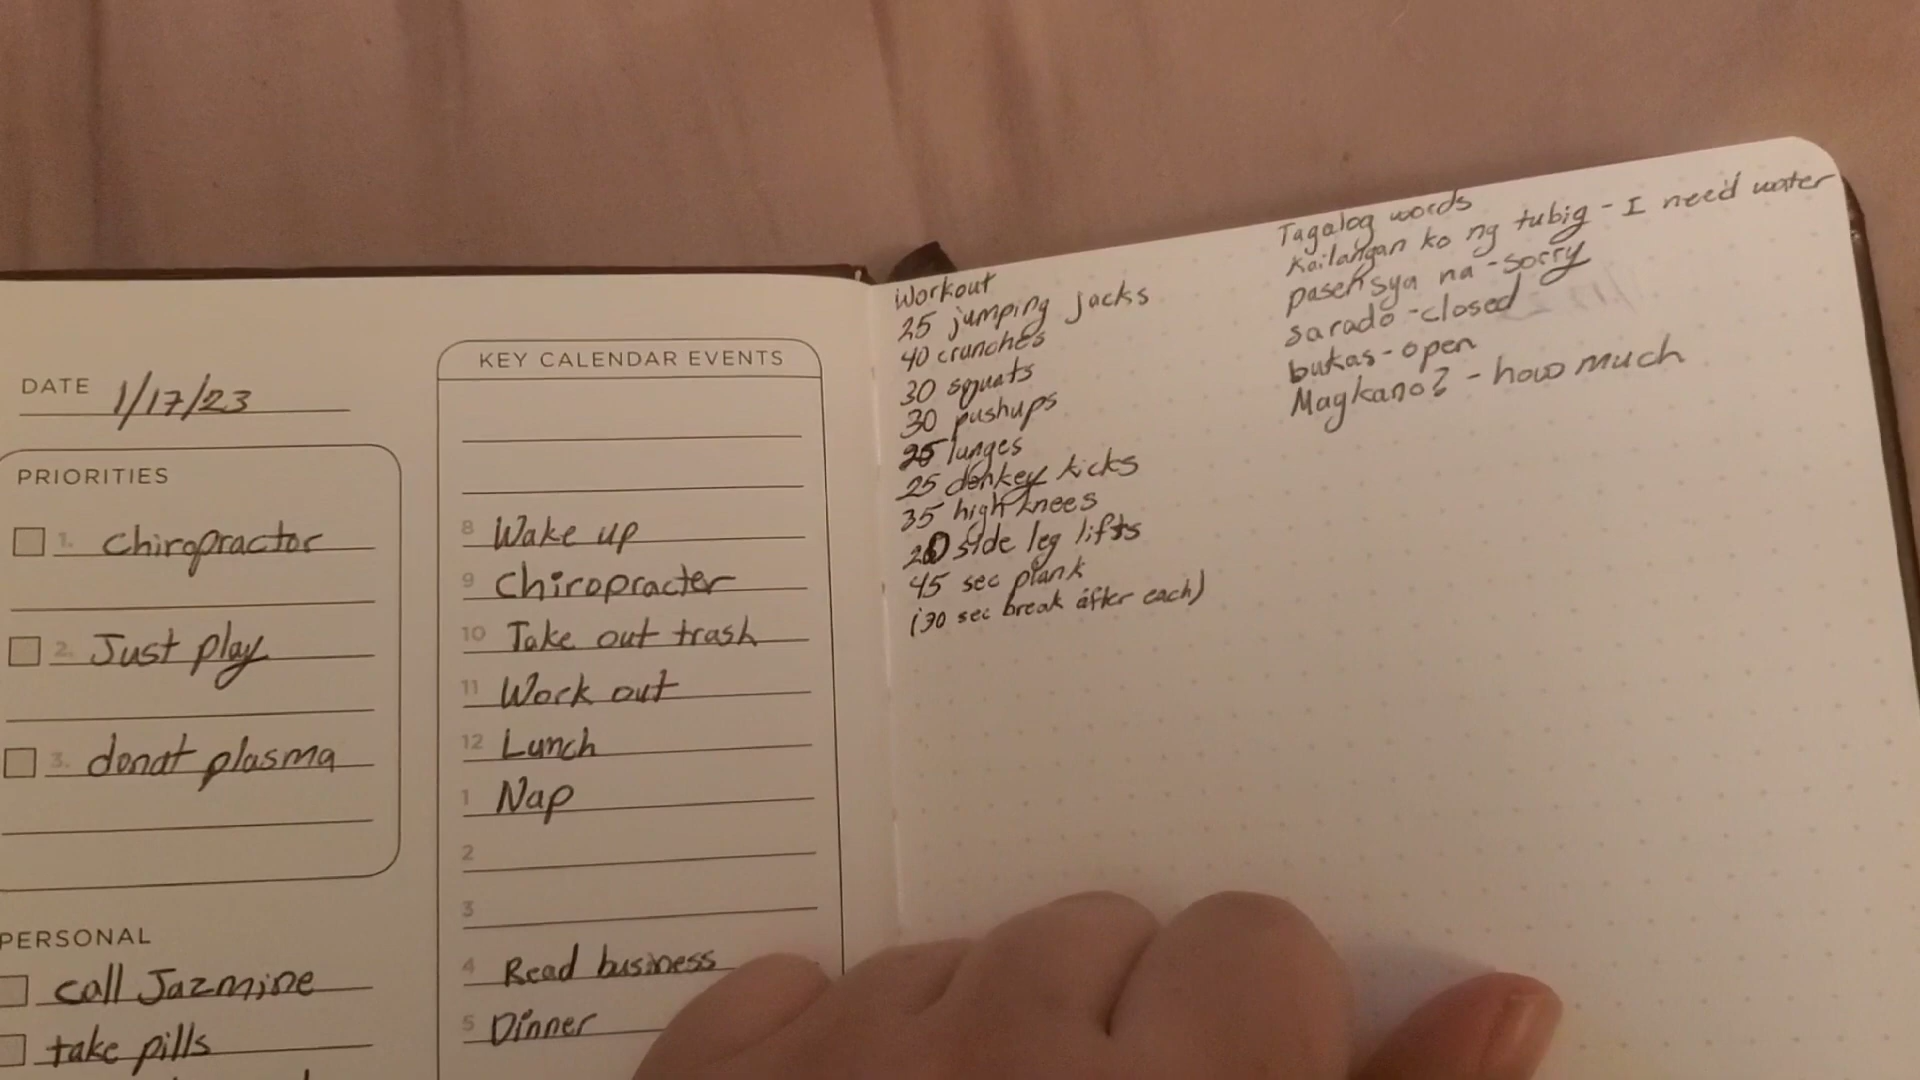 DATE 1/17/23
PRIORITIES
1. Chiropractor
2. Just play
3. donat plasma
PERSONAL
call Jazmine
take pills
KEY CALENDAR EVENTS
8 Wake up
9 Chiropracter
10 Take out trash
11 Work out
12 Lunch
1 Nap
2
3
4 Read business
5 Dinner
Workout
25 jumping jacks
40 crunches
30 squats
30 pushups
25 lunges
25 donkey kicks
35 high knees
20 side leg lifts
45 sec plank
(30 sec break after each)
Tagalog words
Kailangan ko ng tubig - I need water
pasensya na - sorry
sarado - closed
bukas - open
Magkano? - how much